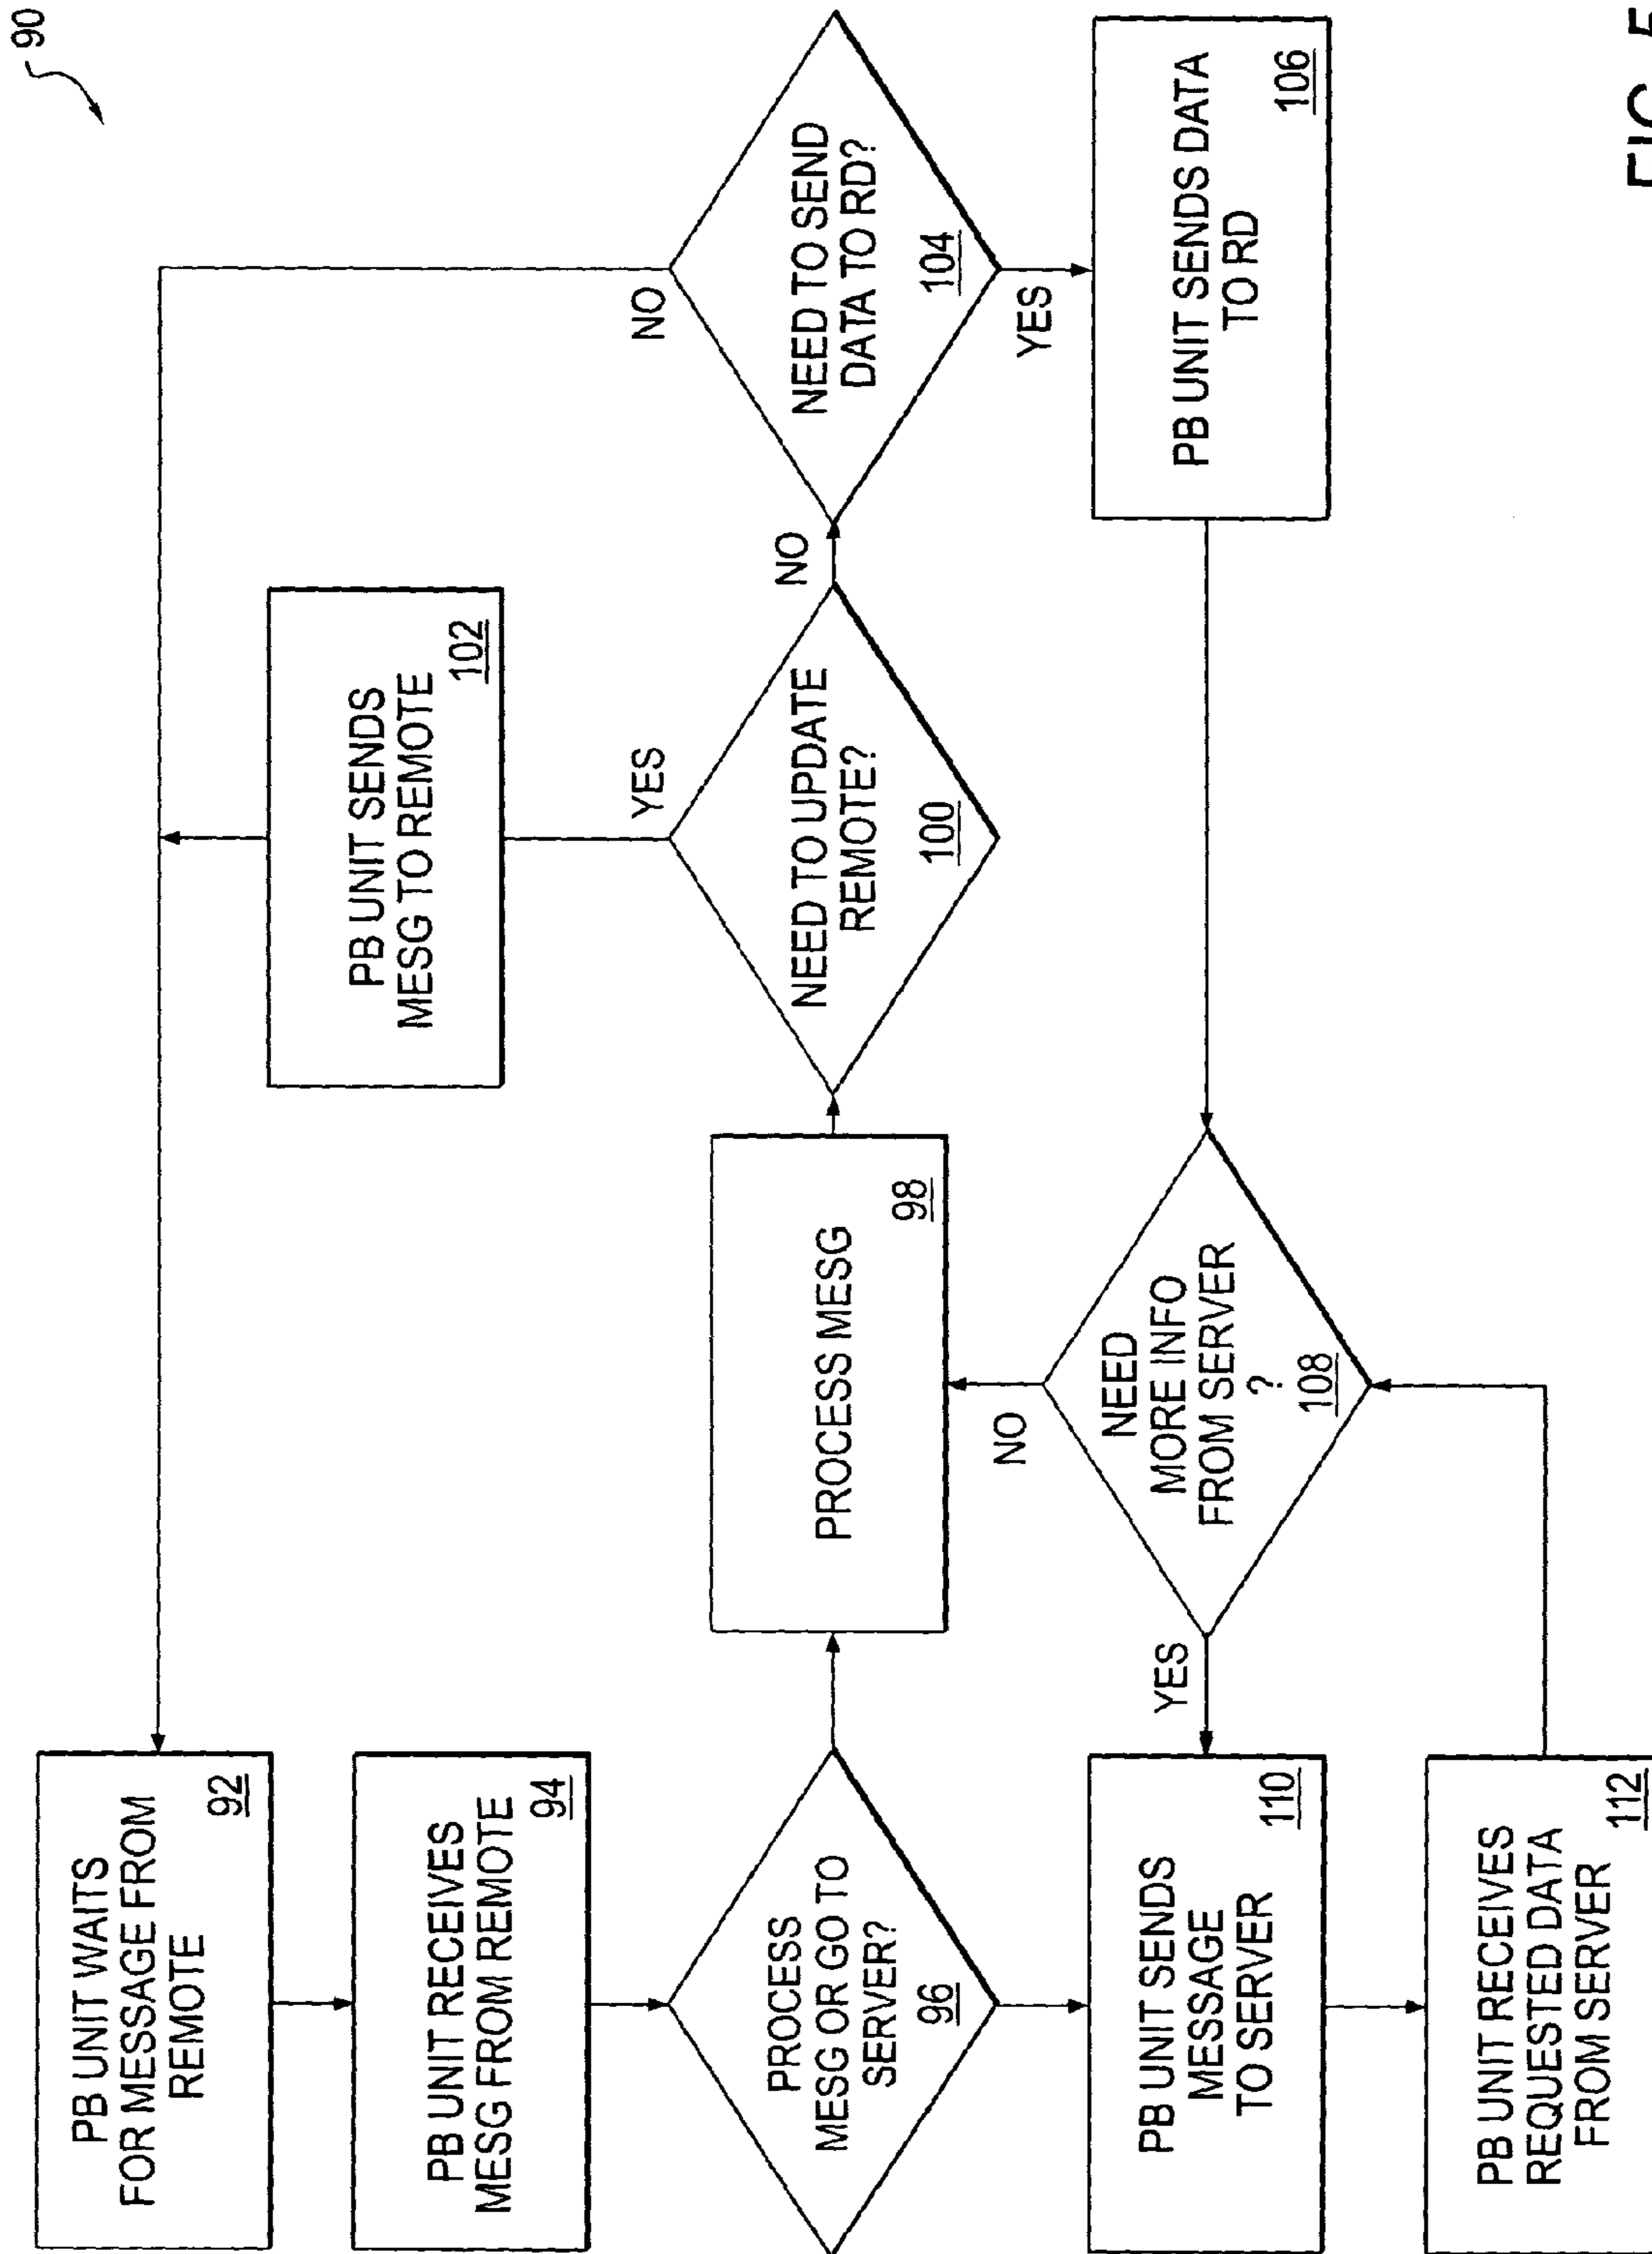 90
PB UNIT WAITS
FOR MESSAGE FROM
REMOTE
92
PB UNIT RECEIVES
MESG FROM REMOTE
94
PROCESS
MESG OR GO TO
SERVER?
96
PROCESS MESG
98
NEED TO UPDATE
REMOTE?
100
YES
NO
PB UNIT SENDS
MESG TO REMOTE
102
NEED TO SEND
DATA TO RD?
104
NO
YES
PB UNIT SENDS DATA
TO RD
106
NEED
MORE INFO
FROM SERVER
?
108
NO
YES
PB UNIT SENDS
MESSAGE
TO SERVER
110
PB UNIT RECEIVES
REQUESTED DATA
FROM SERVER
112